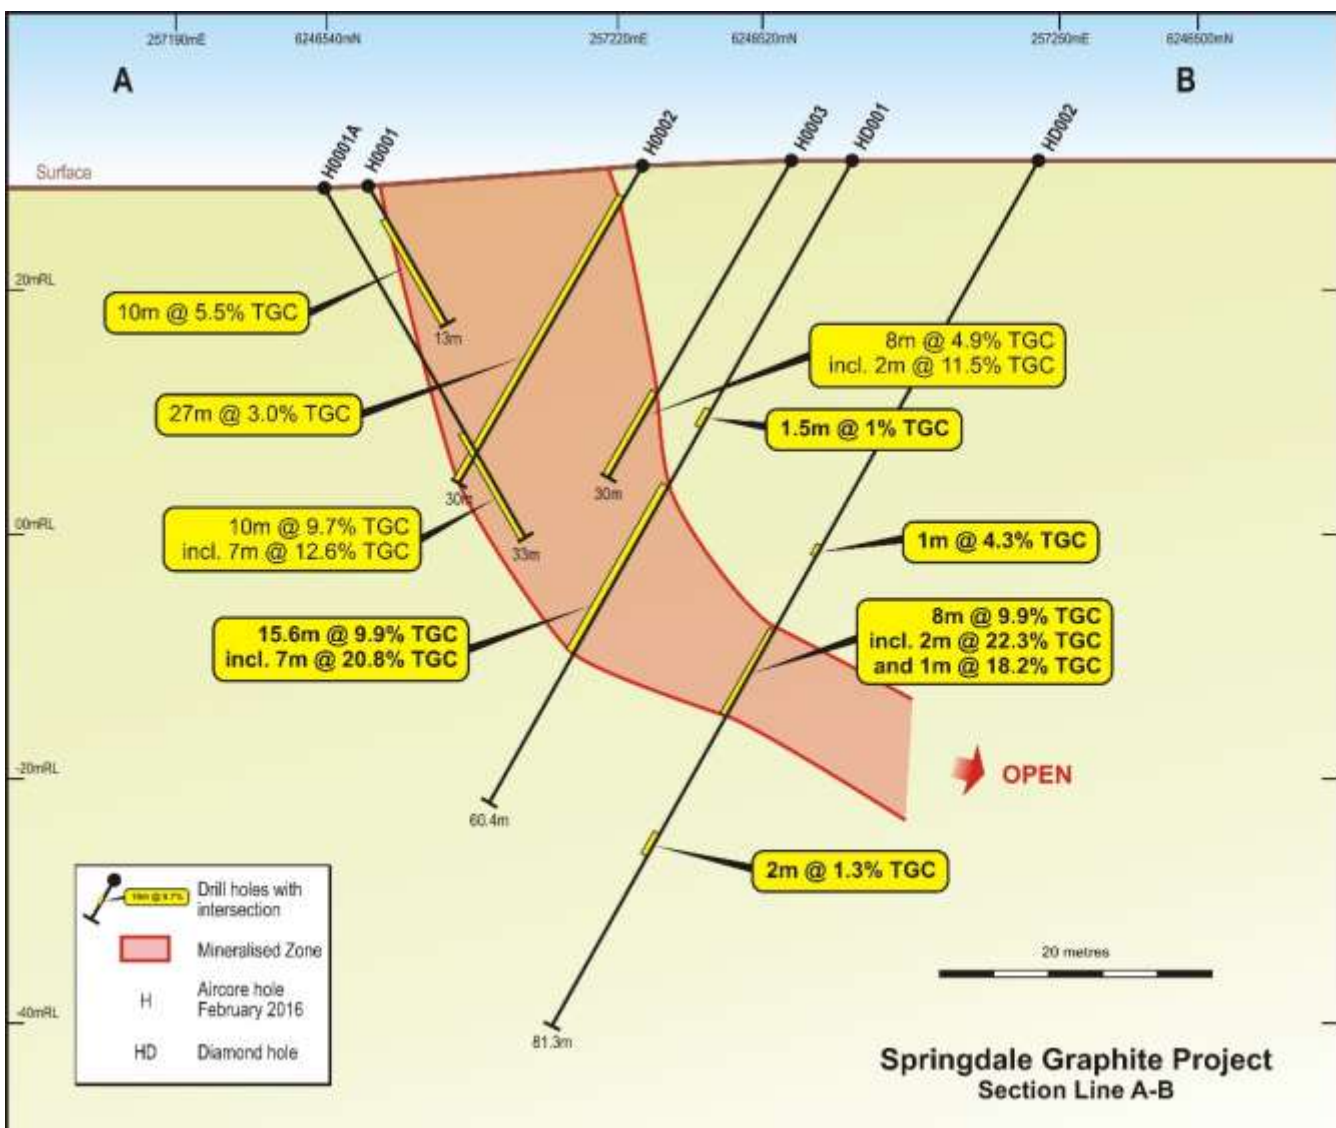 257190mE
6246540mN
257220mE
6246520mN
257250mE
6246500mN
A
B
H0001A
H0001
H0002
H0003
HD001
HD002
Surface
20mRL
10m @ 5.5% TGC
13m
8m @ 4.9% TGC
incl. 2m @ 11.5% TGC
27m @ 3.0% TGC
1.5m @ 1% TGC
30m
30m
10m @ 9.7% TGC
incl. 7m @ 12.6% TGC
00mRL
33m
1m @ 4.3% TGC
15.6m @ 9.9% TGC
incl. 7m @ 20.8% TGC
8m @ 9.9% TGC
incl. 2m @ 22.3% TGC
and 1m @ 18.2% TGC
-20mRL
OPEN
60.4m
2m @ 1.3% TGC
Drill holes with
intersection
Mineralised Zone
H
Aircore hole
February 2016
HD
Diamond hole
20 metres
-40mRL
81.3m
Springdale Graphite Project
Section Line A-B